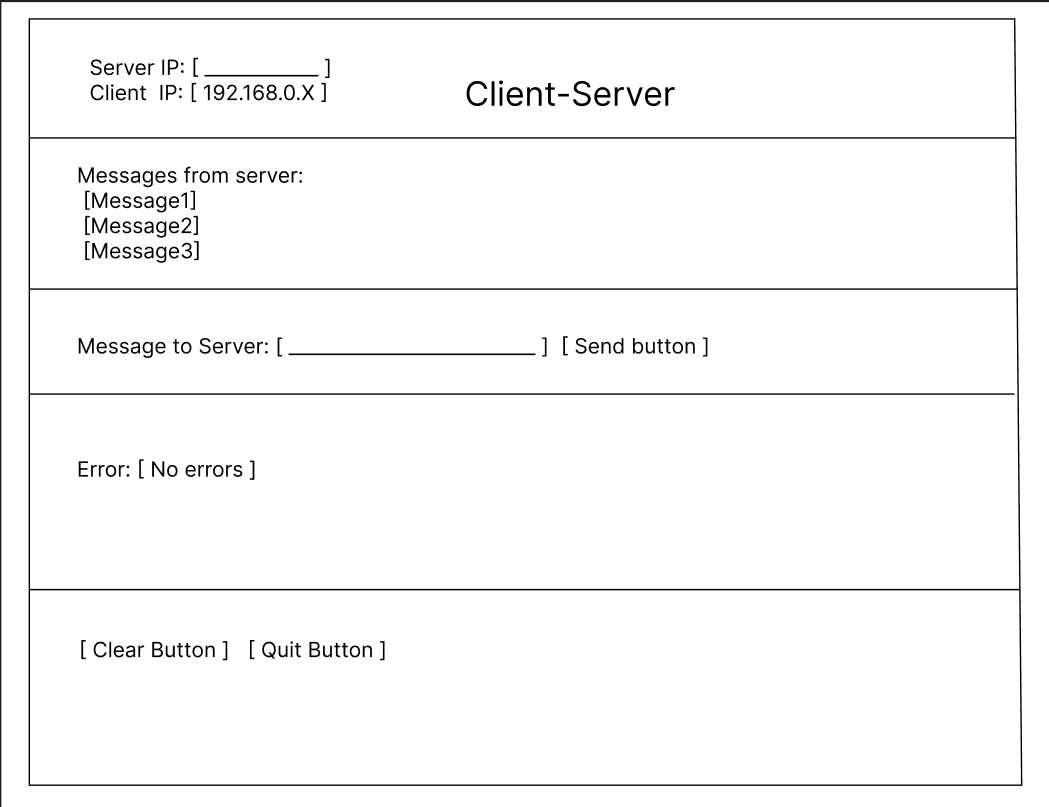 Server IP: [ __________ ]
Client IP: [ 192.168.0.X ]
Client-Server
Messages from server:
[Message1]
[Message2]
[Message3]
Message to Server: [ ______________________ ] [ Send button ]
Error: [ No errors ]
[ Clear Button ] [ Quit Button ]